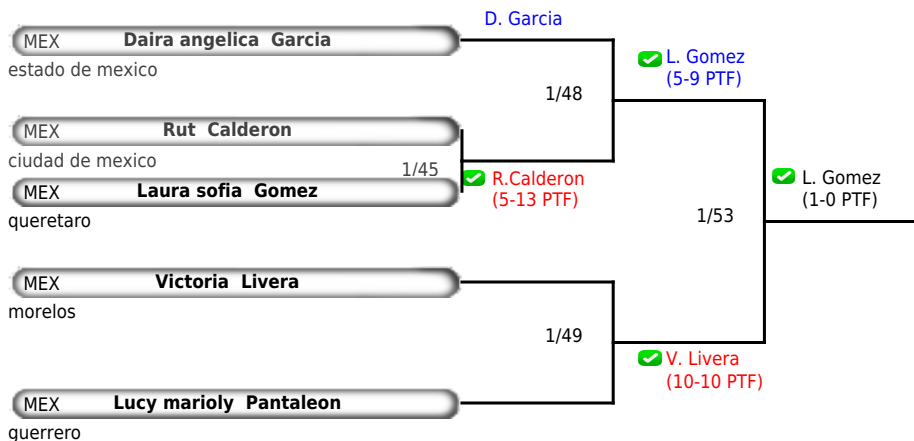 D. Garcia
MEX Daira angelica Garcia
estado de mexico
L. Gomez
(5-9 PTF)
1/48
MEX Rut Calderon
ciudad de mexico
1/45
R.Calderon
(5-13 PTF)
MEX Laura sofia Gomez
queretaro
L. Gomez
(1-0 PTF)
1/53
MEX Victoria Livera
morelos
1/49
V. Livera
(10-10 PTF)
MEX Lucy marioly Pantaleon
guerrero